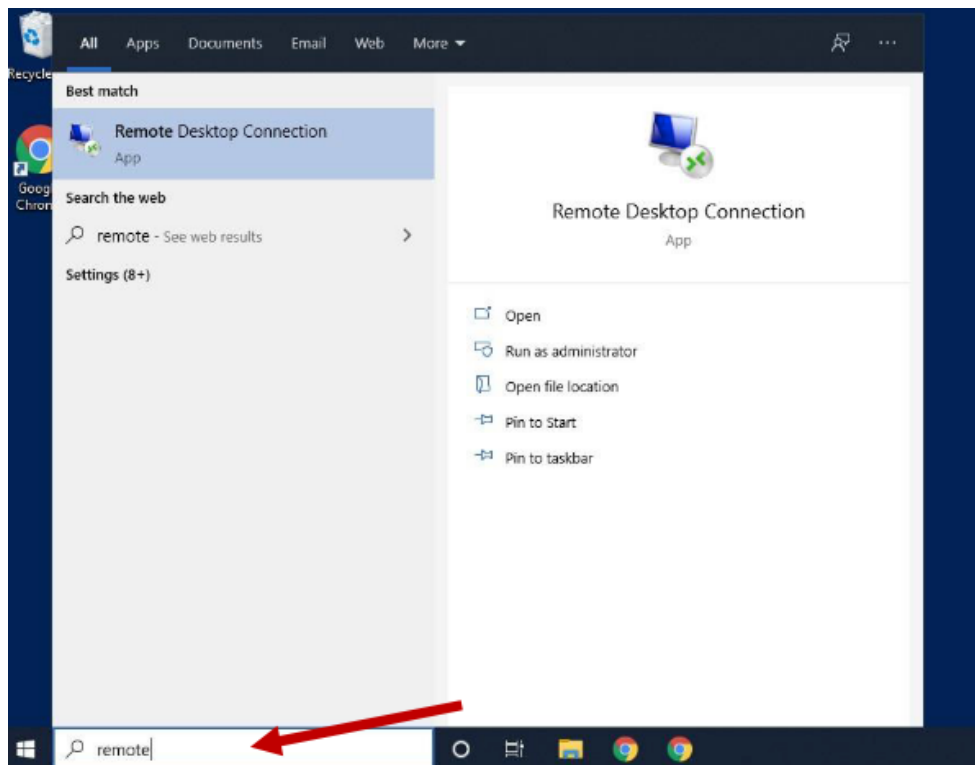 All Apps Documents Email Web More
Recycle
Best match
Remote Desktop Connection
App
Search the web
remote - See web results
Settings (8+)
Goog
Chron
Remote Desktop Connection
App
Open
Run as administrator
Open file location
Pin to Start
Pin to taskbar
remote